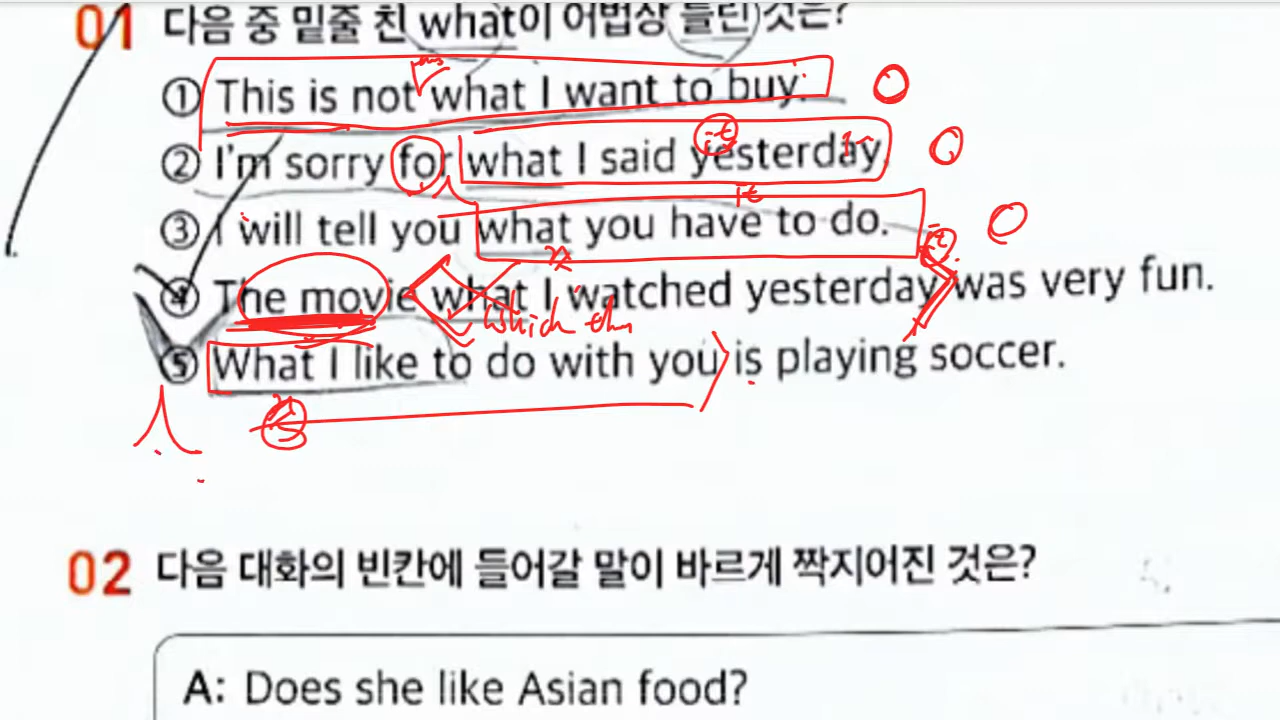 01 다음 중 밑줄 친 what이 어법상 틀린 것은?
① This is not what I want to buy.
② I'm sorry for what I said yesterday.
it
③ I will tell you what you have to do.
it
④ The movie what I watched yesterday was very fun.
it
which
⑤ What I like to do with you is playing soccer.
02 다음 대화의 빈칸에 들어갈 말이 바르게 짝지어진 것은?
A: Does she like Asian food?